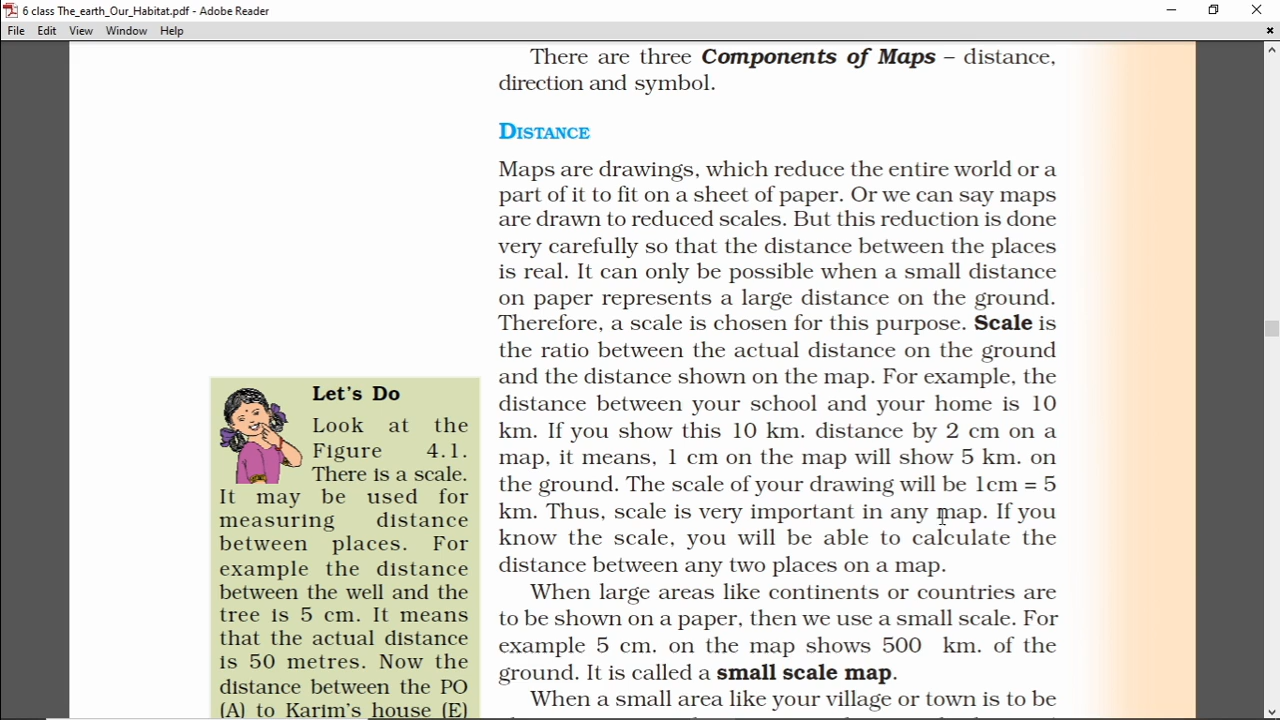 6 class The_earth_Our_Habitat.pdf - Adobe Reader
File Edit View Window Help
There are three Components of Maps – distance,
direction and symbol.
DISTANCE
Maps are drawings, which reduce the entire world or a
part of it to fit on a sheet of paper. Or we can say maps
are drawn to reduced scales. But this reduction is done
very carefully so that the distance between the places
is real. It can only be possible when a small distance
on paper represents a large distance on the ground.
Therefore, a scale is chosen for this purpose. Scale is
the ratio between the actual distance on the ground
and the distance shown on the map. For example, the
distance between your school and your home is 10
km. If you show this 10 km. distance by 2 cm on a
map, it means, 1 cm on the map will show 5 km. on
the ground. The scale of your drawing will be 1cm = 5
km. Thus, scale is very important in any map. If you
know the scale, you will be able to calculate the
distance between any two places on a map.
When large areas like continents or countries are
to be shown on a paper, then we use a small scale. For
example 5 cm. on the map shows 500 km. of the
ground. It is called a small scale map.
When a small area like your village or town is to be
Let's Do
Look at the
Figure 4.1.
There is a scale.
It may be used for
measuring distance
between places. For
example the distance
between the well and the
tree is 5 cm. It means
that the actual distance
is 50 metres. Now the
distance between the PO
(A) to Karim's house (E)